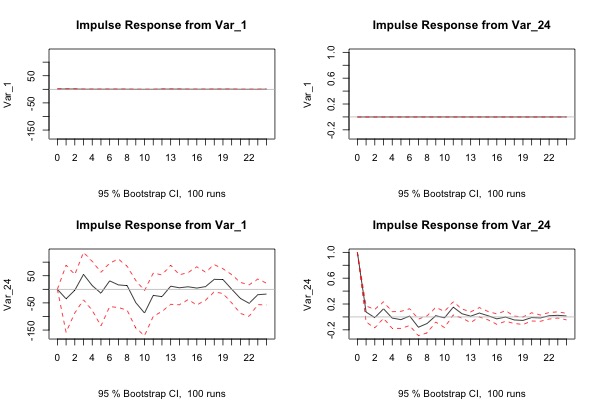 Impulse Response from Var_1
Var_1
50
-50
-150
0 2 4 6 8 10 13 16 19 22
95 % Bootstrap CI,  100 runs
Impulse Response from Var_24
Var_1
1.0
0.6
0.2
-0.2
0 2 4 6 8 10 13 16 19 22
95 % Bootstrap CI,  100 runs
Impulse Response from Var_1
Var_24
50
-50
-150
0 2 4 6 8 10 13 16 19 22
95 % Bootstrap CI,  100 runs
Impulse Response from Var_24
Var_24
1.0
0.6
0.2
-0.2
0 2 4 6 8 10 13 16 19 22
95 % Bootstrap CI,  100 runs